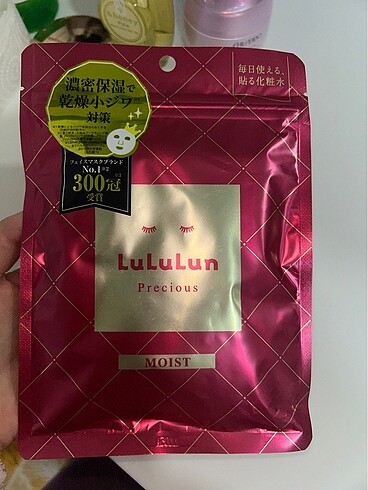 濃密保湿で
乾燥小ジワ
対策
毎日使える、
貼る化粧水
フェイスマスクブランド
No.1※2
300冠
受賞
LuLuLun
Precious
MOIST